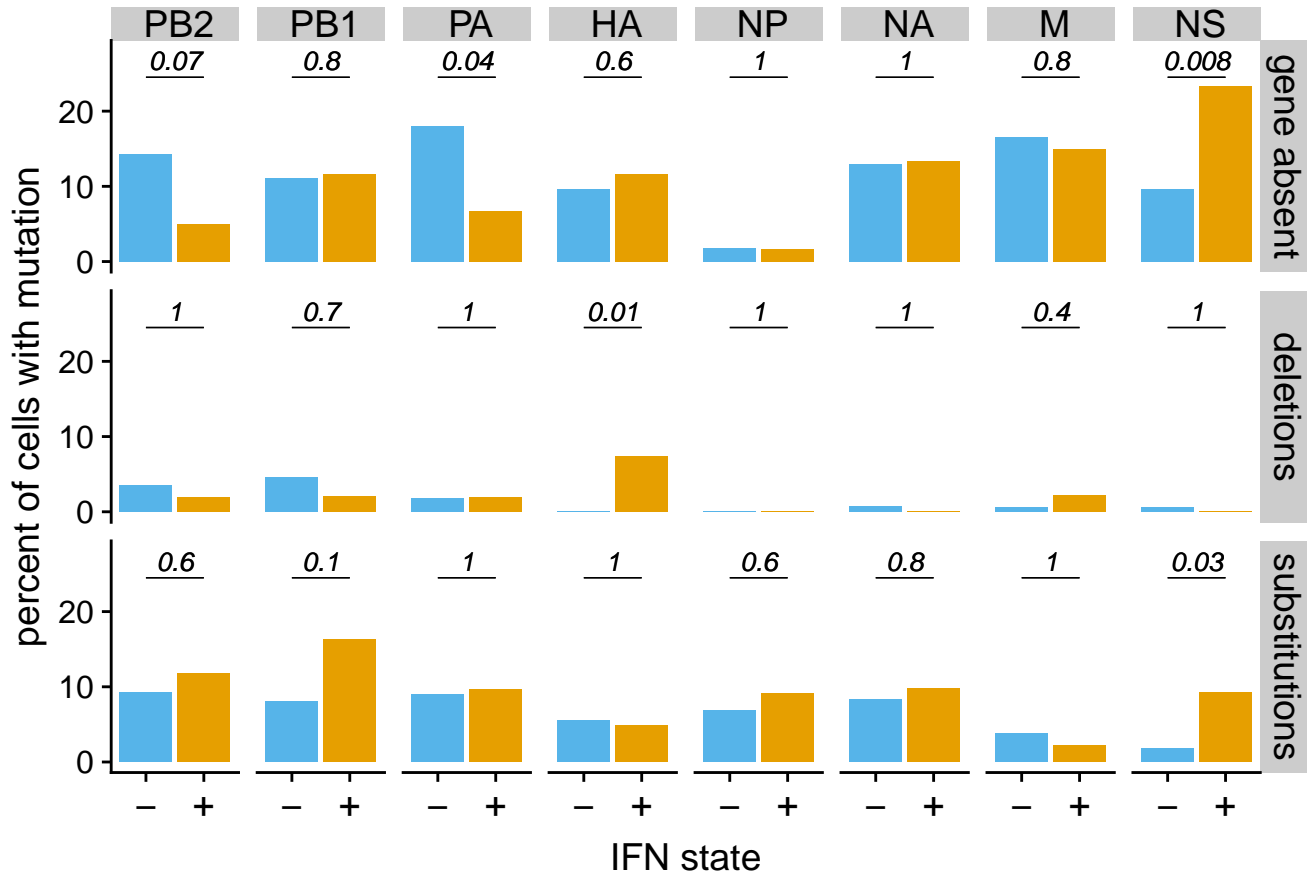 PB2 PB1 PA HA NP NA M NS
0.07 0.8 0.04 0.6 1 1 0.8 0.008
20
10
0
gene absent
1 0.7 1 0.01 1 1 0.4 1
20
10
0
deletions
0.6 0.1 1 1 0.6 0.8 1 0.03
20
10
0
substitutions
percent of cells with mutation
− + − + − + − + − + − + − + − +
IFN state